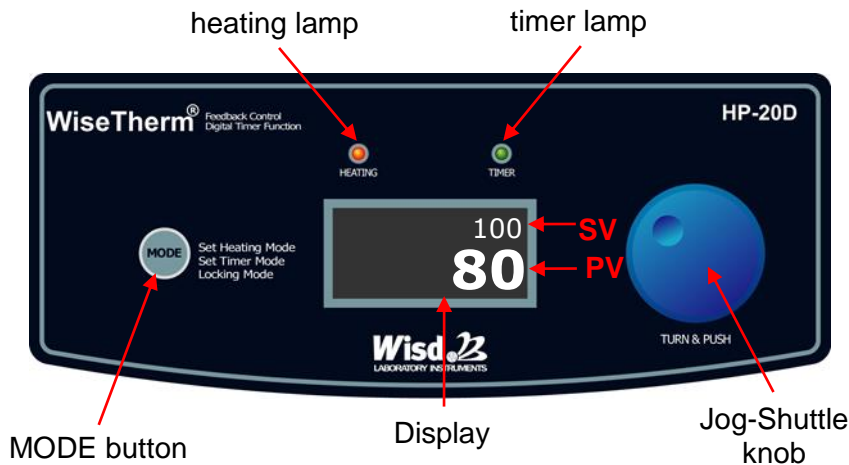 heating lamp
timer lamp
WiseTherm®
Feedback Control
Digital Timer Function
HP-20D
HEATING
TIMER
100
SV
MODE
Set Heating Mode
Set Timer Mode
Locking Mode
80
PV
TURN & PUSH
Wisd
LABORATORY INSTRUMENTS
MODE button
Display
Jog-Shuttle
knob